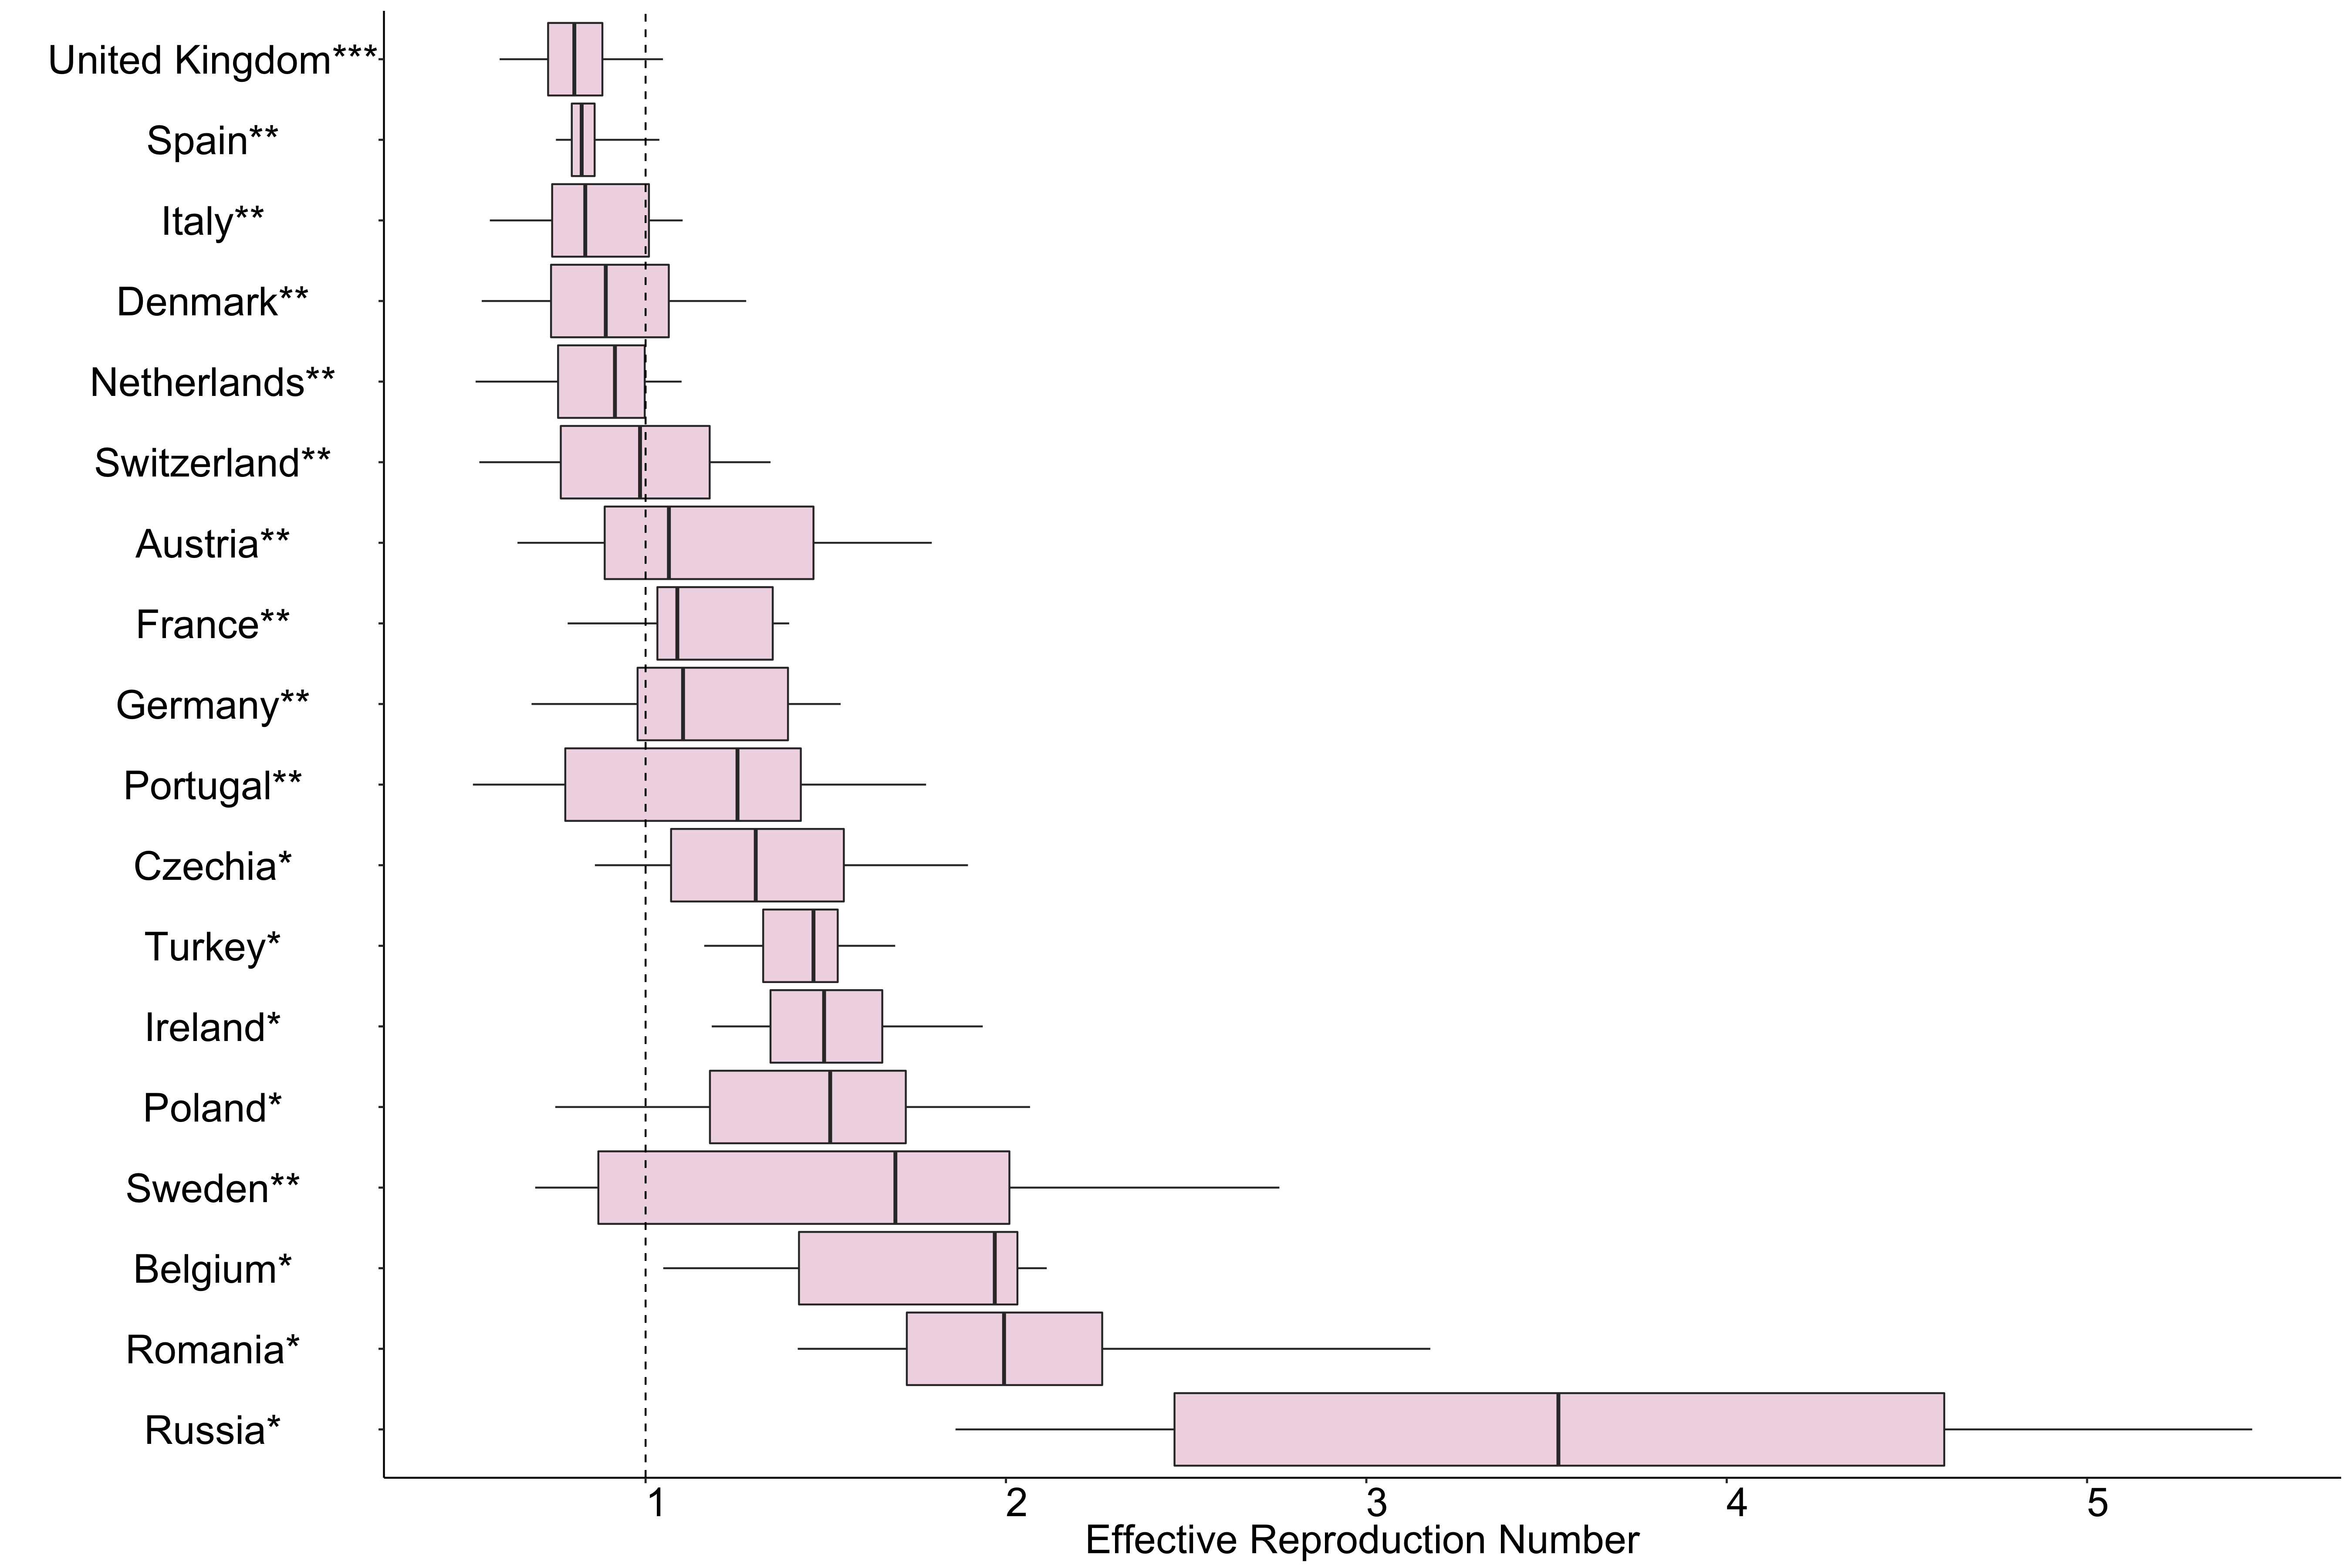 United Kingdom***
Spain**
Italy**
Denmark**
Netherlands**
Switzerland**
Austria**
France**
Germany**
Portugal**
Czechia*
Turkey*
Ireland*
Poland*
Sweden**
Belgium*
Romania*
Russia*
1 2 3 4 5
Effective Reproduction Number